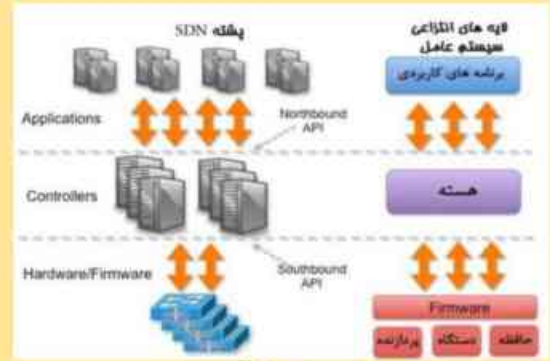 پشته SDN
لایه های انتزاعی
سیستم عامل
برنامه های کاربردی
Applications
Northbound
API
Controllers
هسته
Hardware/Firmware
Southbound
API
Firmware
حافظه
دستگاه
پردازنده